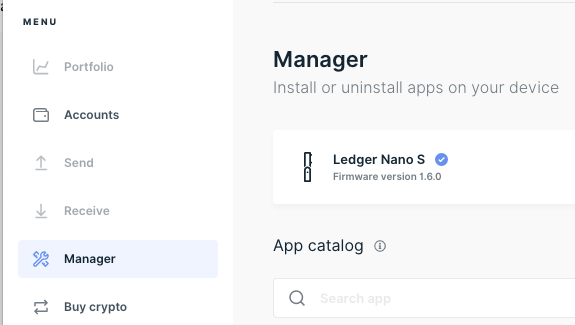 MENU
Portfolio
Accounts
Send
Receive
Manager
Buy crypto
Manager
Install or uninstall apps on your device
Ledger Nano S
Firmware version 1.6.0
App catalog
Search app